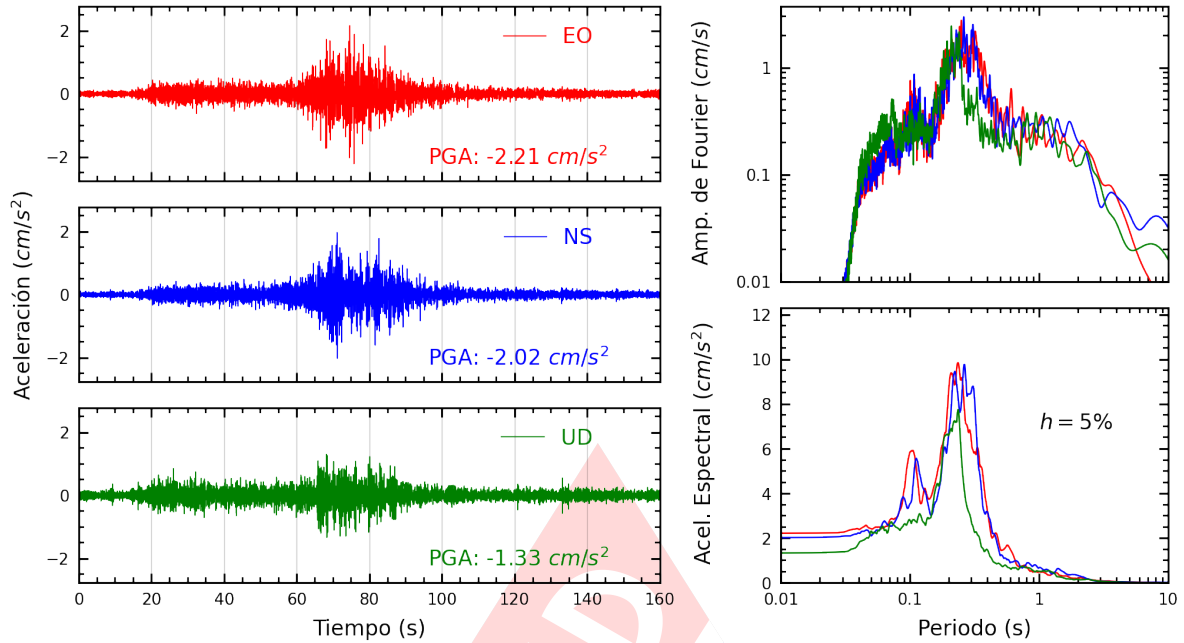 Aceleración (cm/s²)
2
0
−2
EO
PGA: -2.21 cm/s²
2
0
−2
NS
PGA: -2.02 cm/s²
2
0
−2
UD
PGA: -1.33 cm/s²
0 20 40 60 80 100 120 140 160
Tiempo (s)
Amp. de Fourier (cm/s)
1
0.1
0.01
Acel. Espectral (cm/s²)
12
10
8
6
4
2
0
h = 5%
0.01 0.1 1 10
Periodo (s)